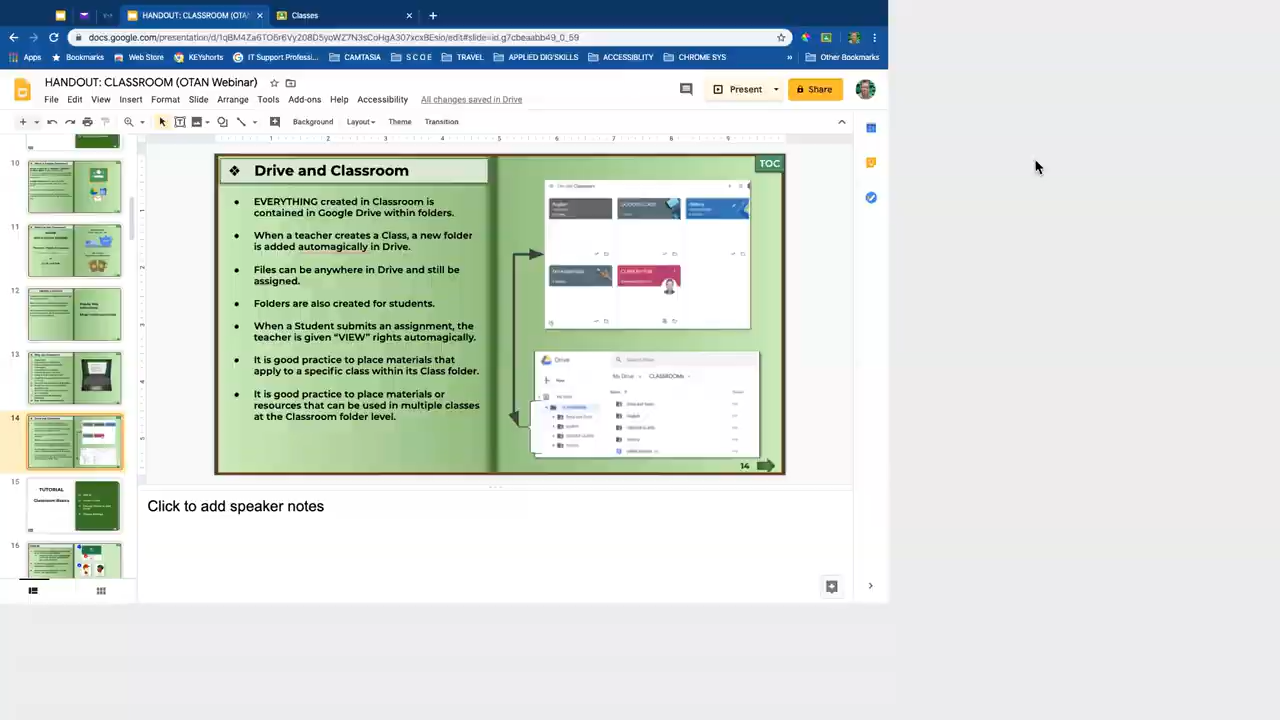 HANDOUT: CLASSROOM (OTAN Webinar)
Classes
docs.google.com/presentation/d/1qBM4Za6TO6r6Vy208D5yoWZ7N3sCoHgA307xcx8Esio/edit#slide=id.g7cbeaabb49_0_59
Apps Bookmarks Web Store KEYshorts IT Support Professi... CAMTASIA S C O E TRAVEL APPLIED DIG'SKILLS ACCESSIBLITY CHROME SYS » Other Bookmarks
HANDOUT: CLASSROOM (OTAN Webinar)
Present
Share
File Edit View Insert Format Slide Arrange Tools Add-ons Help Accessibility All changes saved in Drive
Background Layout Theme Transition
10
11
12
13
14
15
TUTORIAL
Classroom Basics
16
❖ Drive and Classroom
TOC
● EVERYTHING created in Classroom is
contained in Google Drive within folders.
● When a teacher creates a Class, a new folder
is added automagically in Drive.
● Files can be anywhere in Drive and still be
assigned.
● Folders are also created for students.
● When a Student submits an assignment, the
teacher is given “VIEW” rights automagically.
● It is good practice to place materials that
apply to a specific class within its Class folder.
● It is good practice to place materials or
resources that can be used in multiple classes
at the Classroom folder level.
Drive
My Drive
CLASSROOMs
New
14
Click to add speaker notes